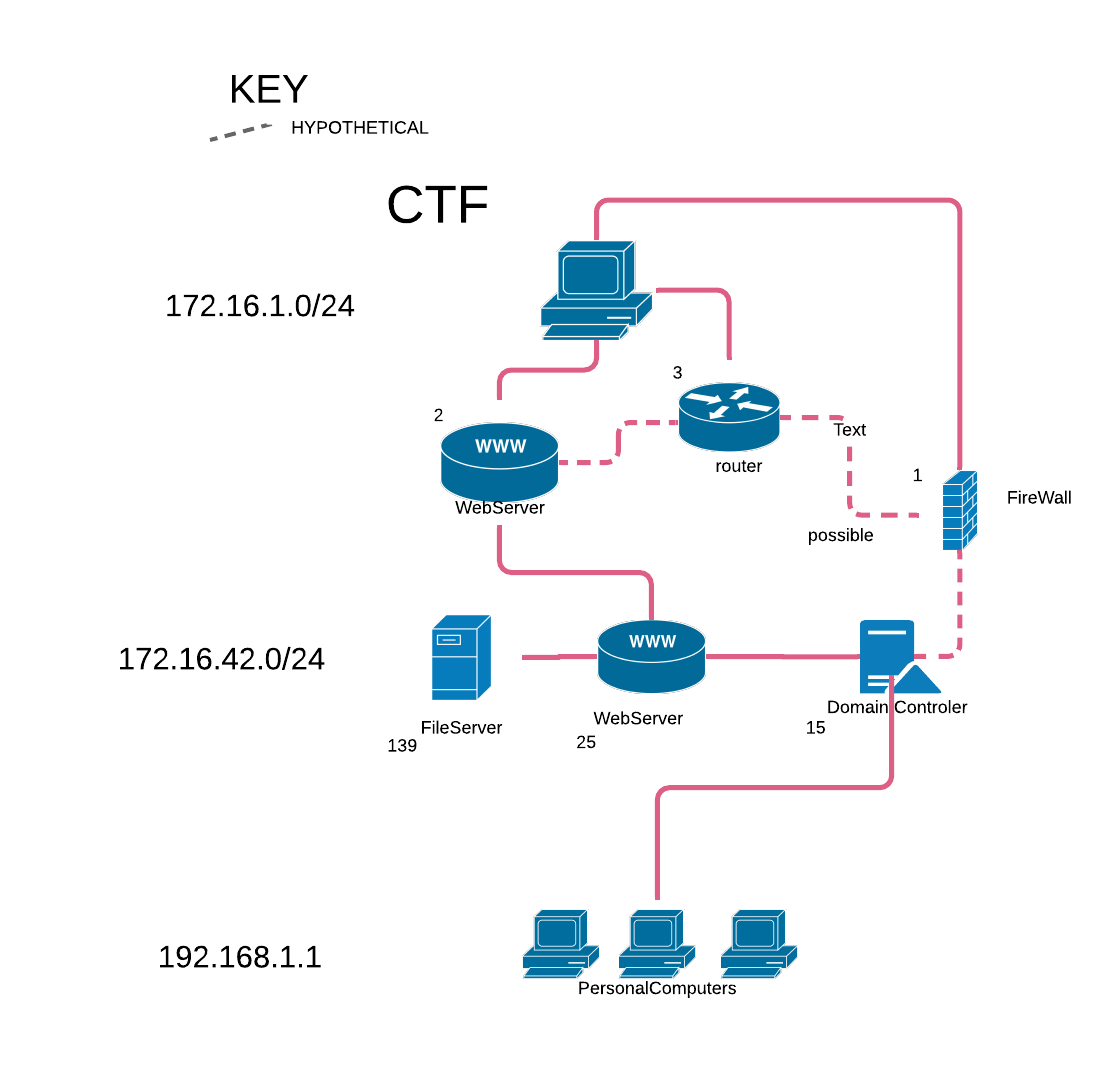 KEY
HYPOTHETICAL
CTF
172.16.1.0/24
3
2
WWW
Text
router
1
FireWall
WebServer
possible
WWW
172.16.42.0/24
Domain Controler
WebServer
FileServer
15
25
139
192.168.1.1
PersonalComputers